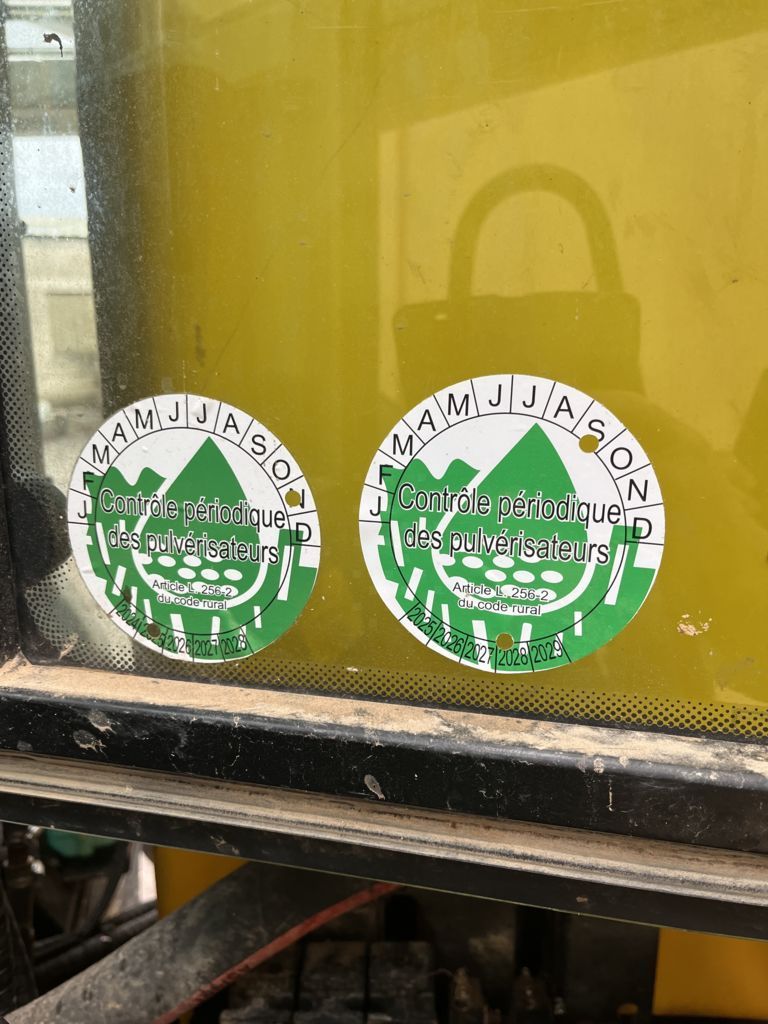 J F M A M J J A S O N D
Contrôle périodique
des pulvérisateurs
Article L. 256-2
du code rural
2024 2025 2026 2027 2028
J F M A M J J A S O N D
Contrôle périodique
des pulvérisateurs
Article L. 256-2
du code rural
2025 2026 2027 2028 2029